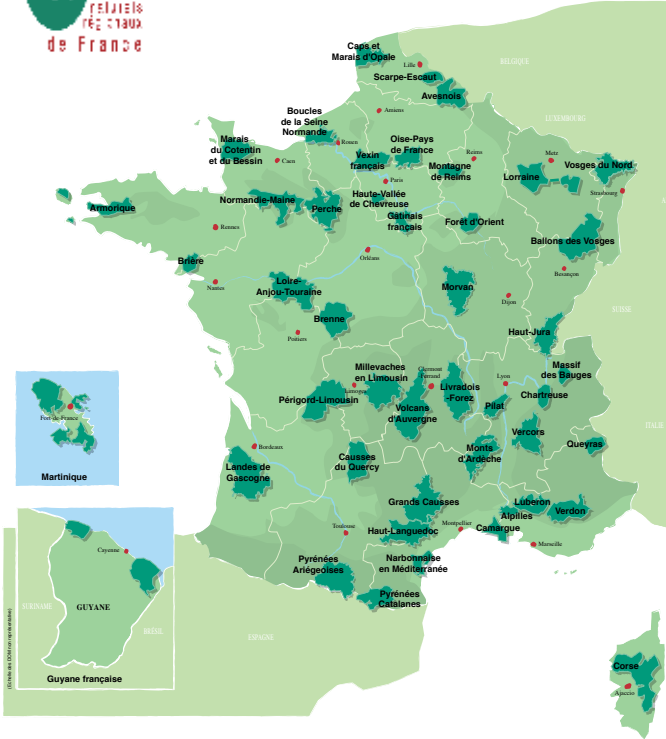 naturels
régionaux
de France
Caps et
Marais d'Opale
Lille
BELGIQUE
Scarpe-Escaut
Avesnois
Amiens
LUXEMBOURG
Boucles
de la Seine
Normande
Rouen
Marais
du Cotentin
et du Bessin
Caen
Oise-Pays
de France
Vexin
français
Reims
Montagne
de Reims
Metz
Lorraine
Vosges du Nord
Strasbourg
Paris
Haute-Vallée
de Chevreuse
Gâtinais
français
Normandie-Maine
Perche
Armorique
Rennes
Forêt d'Orient
Ballons des Vosges
Orléans
Brière
Nantes
Loire-
Anjou-Touraine
Morvan
Dijon
Besançon
SUISSE
Brenne
Poitiers
Haut-Jura
Millevaches
en Limousin
Limoges
Clermont
Ferrand
Livradois
-Forez
Lyon
Massif
des Bauges
Chartreuse
Périgord-Limousin
Volcans
d'Auvergne
Pilat
Fort-de-France
Martinique
ITALIE
Vercors
Queyras
Bordeaux
Landes de
Gascogne
Causses
du Quercy
Monts
d'Ardèche
Grands Causses
Luberon
Verdon
Alpilles
Camargue
Toulouse
Haut-Languedoc
Montpellier
Marseille
Narbonnaise
en Méditerranée
Pyrénées
Ariégeoises
Pyrénées
Catalanes
Cayenne
SURINAME
GUYANE
BRÉSIL
Guyane française
ESPAGNE
(Echelle des DOM non représentative)
Corse
Ajaccio